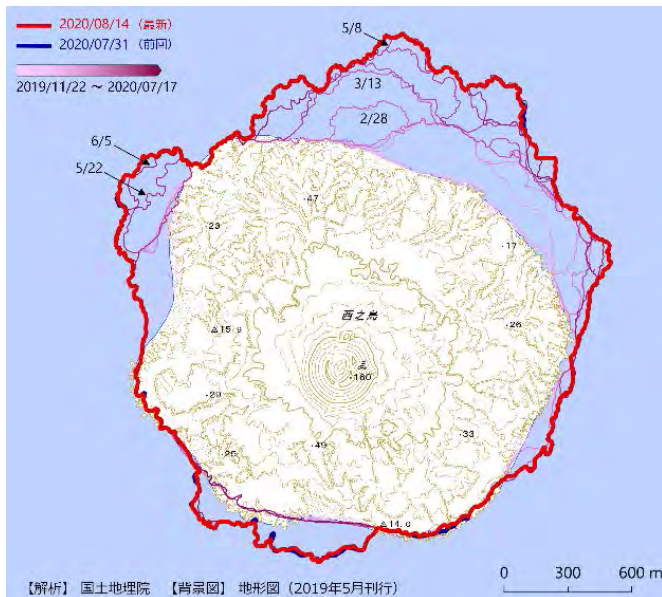 2020/08/14（最新）
2020/07/31（前回）
2019/11/22 ～ 2020/07/17
5/8
3/13
2/28
6/5
5/22
・47
・23
・17
西之島
△15.9
・26
・160
・29
・33
・49
・25
△14.0
【解析】 国土地理院 【背景図】 地形図（2019年5月刊行）
0 300 600 m